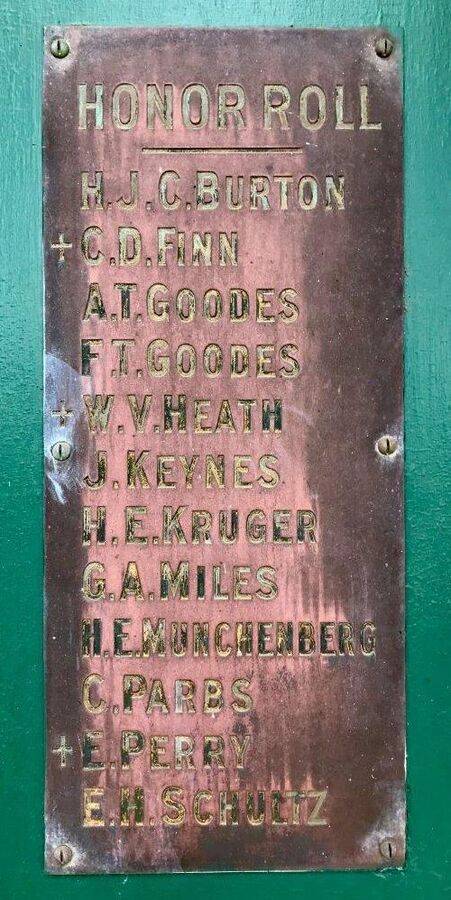 HONOR ROLL
H.J.C.BURTON
+C.D.FINN
A.T.GOODES
F.T.GOODES
+W.V.HEATH
J.KEYNES
H.E.KRUGER
G.A.MILES
H.E.MUNCHENBERG
C.PARBS
+E.PERRY
E.H.SCHULTZ